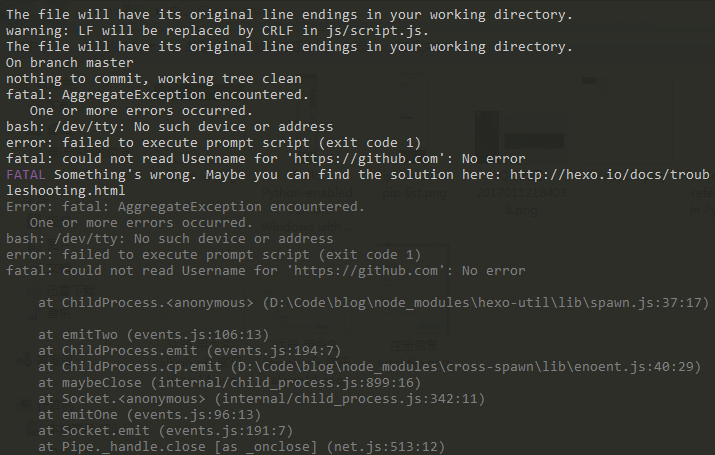 The file will have its original line endings in your working directory.
warning: LF will be replaced by CRLF in js/script.js.
The file will have its original line endings in your working directory.
On branch master
nothing to commit, working tree clean
fatal: AggregateException encountered.
   One or more errors occurred.
bash: /dev/tty: No such device or address
error: failed to execute prompt script (exit code 1)
fatal: could not read Username for 'https://github.com': No error
FATAL Something's wrong. Maybe you can find the solution here: http://hexo.io/docs/troub
leshooting.html
Error: fatal: AggregateException encountered.
   One or more errors occurred.
bash: /dev/tty: No such device or address
error: failed to execute prompt script (exit code 1)
fatal: could not read Username for 'https://github.com': No error
    at ChildProcess.<anonymous> (D:\Code\blog\node_modules\hexo-util\lib\spawn.js:37:17)
    at emitTwo (events.js:106:13)
    at ChildProcess.emit (events.js:194:7)
    at ChildProcess.cp.emit (D:\Code\blog\node_modules\cross-spawn\lib\enoent.js:40:29)
    at maybeClose (internal/child_process.js:899:16)
    at Socket.<anonymous> (internal/child_process.js:342:11)
    at emitOne (events.js:96:13)
    at Socket.emit (events.js:191:7)
    at Pipe._handle.close [as _onclose] (net.js:513:12)